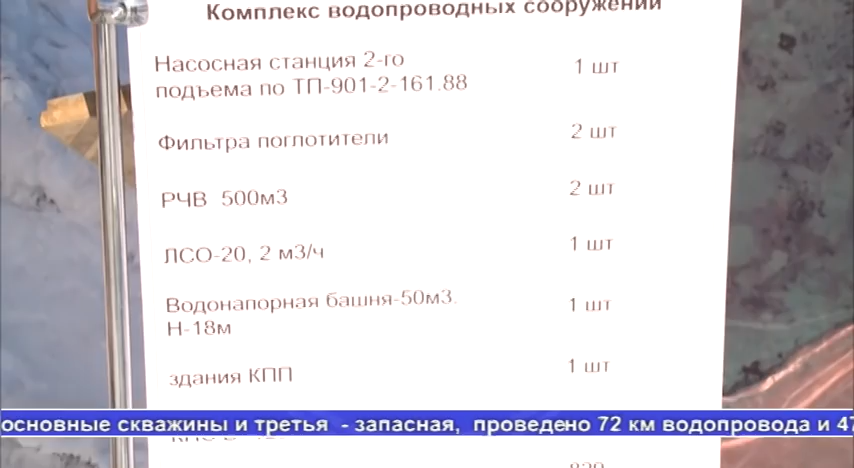 Комплекс водопроводных сооружений
Насосная станция 2-го
подъема по ТП-901-2-161.88
1 шт
Фильтра поглотители
2 шт
РЧВ 500м3
2 шт
ЛСО-20, 2 м3/ч
1 шт
Водонапорная башня-50м3.
Н-18м
1 шт
здания КПП
1 шт
основные скважины и третья - запасная, проведено 72 км водопровода и 47